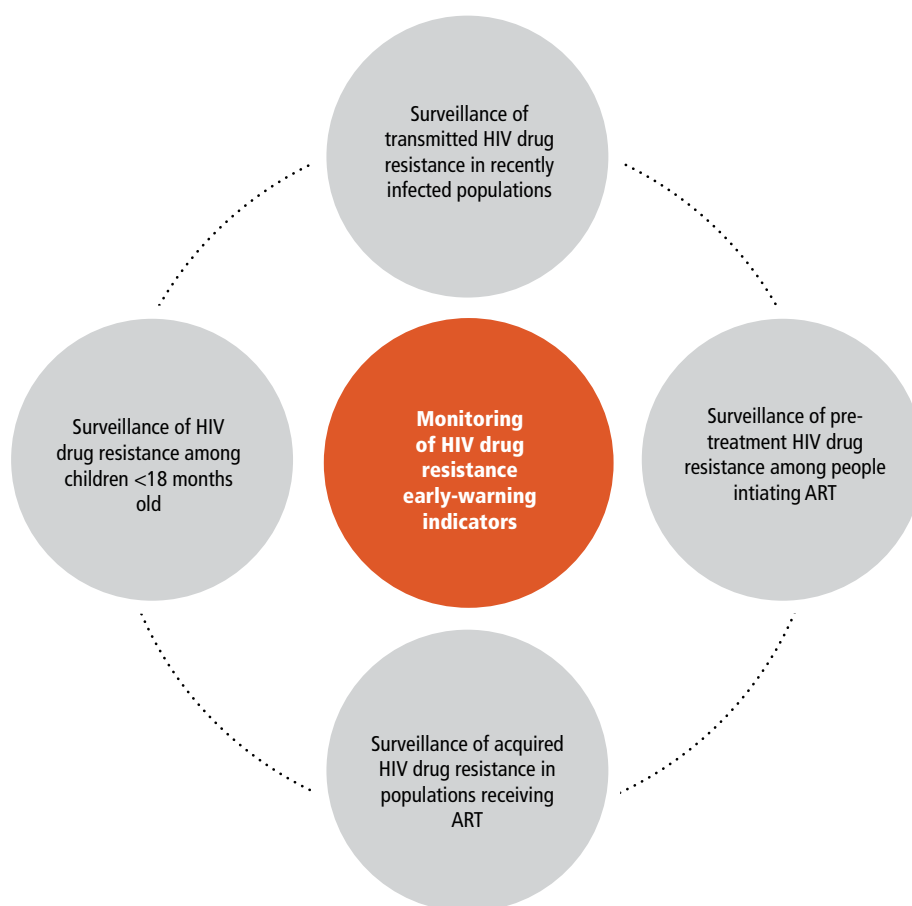 Surveillance of
transmitted HIV drug
resistance in recently
infected populations
Surveillance of HIV
drug resistance among
children <18 months
old
Monitoring
of HIV drug
resistance
early-warning
indicators
Surveillance of pre-
treatment HIV drug
resistance among people
intiating ART
Surveillance of acquired
HIV drug resistance in
populations receiving
ART